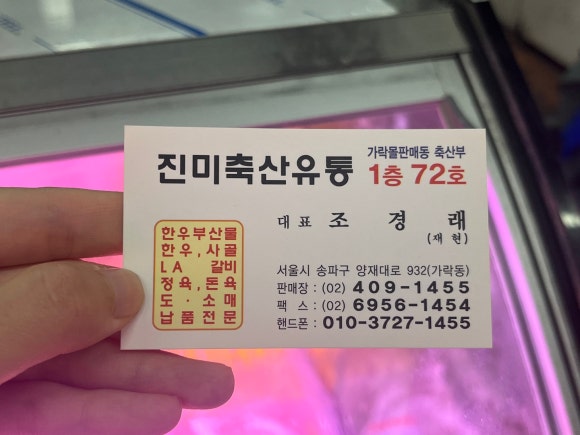 진미축산유통
가락몰판매동 축산부
1층 72호
대표 조 경 래
(재 현)
한우부산물
한우, 사골
LA 갈비
정육, 돈육
도 · 소매
납품전문
서울시 송파구 양재대로 932(가락동)
판매장 : (02) 409-1455
팩 스 : (02) 6956-1454
핸드폰 : 010-3727-1455